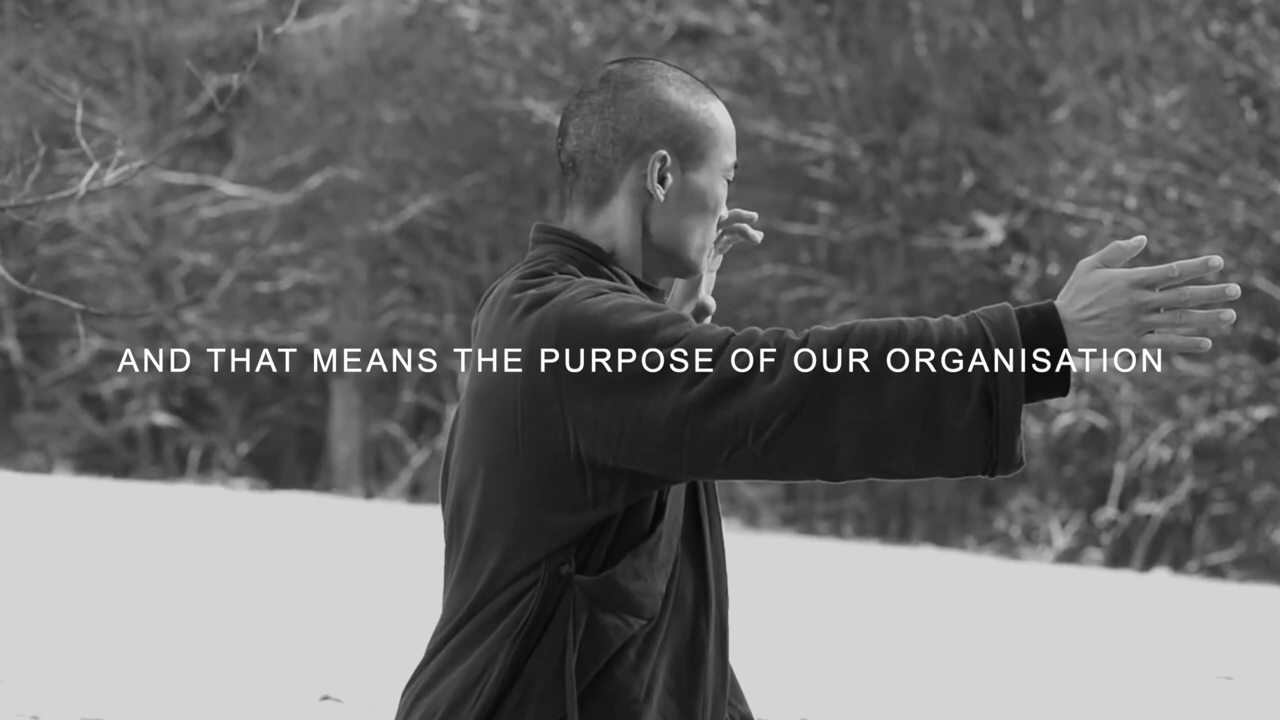 AND THAT MEANS THE PURPOSE OF OUR ORGANISATION